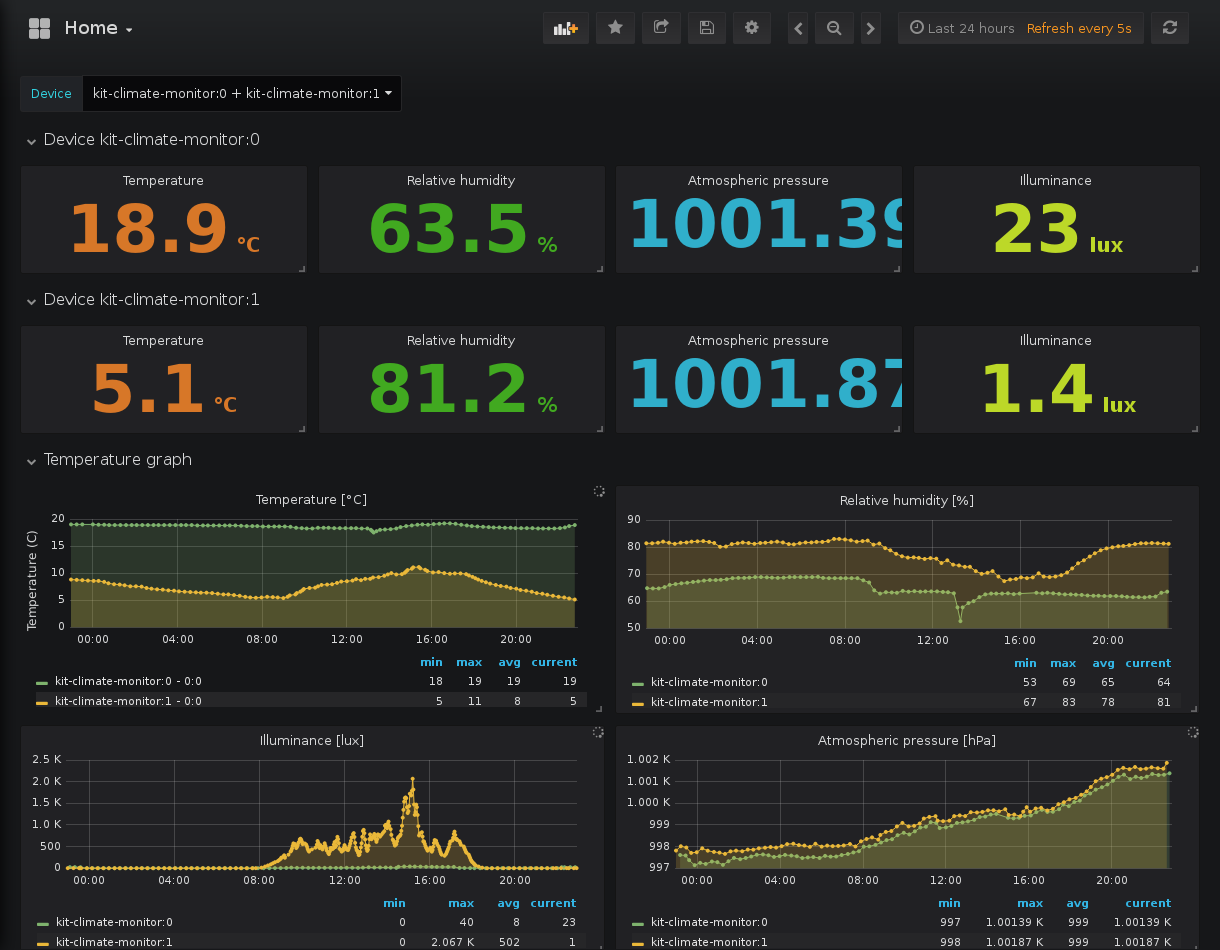 Home
Last 24 hours Refresh every 5s
Device kit-climate-monitor:0 + kit-climate-monitor:1
Device kit-climate-monitor:0
Temperature Relative humidity Atmospheric pressure Illuminance
18.9 °C 63.5 % 1001.39 23 lux
Device kit-climate-monitor:1
Temperature Relative humidity Atmospheric pressure Illuminance
5.1 °C 81.2 % 1001.87 1.4 lux
Temperature graph
Temperature [°C]
Temperature (C)
20
15
10
5
0
00:00 04:00 08:00 12:00 16:00 20:00
min max avg current
kit-climate-monitor:0 - 0:0 18 19 19 19
kit-climate-monitor:1 - 0:0 5 11 8 5
Relative humidity [%]
90
80
70
60
50
00:00 04:00 08:00 12:00 16:00 20:00
min max avg current
kit-climate-monitor:0 53 69 65 64
kit-climate-monitor:1 67 83 78 81
Illuminance [lux]
2.5 K
2.0 K
1.5 K
1.0 K
500
0
00:00 04:00 08:00 12:00 16:00 20:00
min max avg current
kit-climate-monitor:0 0 40 8 23
kit-climate-monitor:1 0 2.067 K 502 1
Atmospheric pressure [hPa]
1.002 K
1.001 K
1.000 K
999
998
997
00:00 04:00 08:00 12:00 16:00 20:00
min max avg current
kit-climate-monitor:0 997 1.00139 K 999 1.00139 K
kit-climate-monitor:1 998 1.00187 K 999 1.00187 K